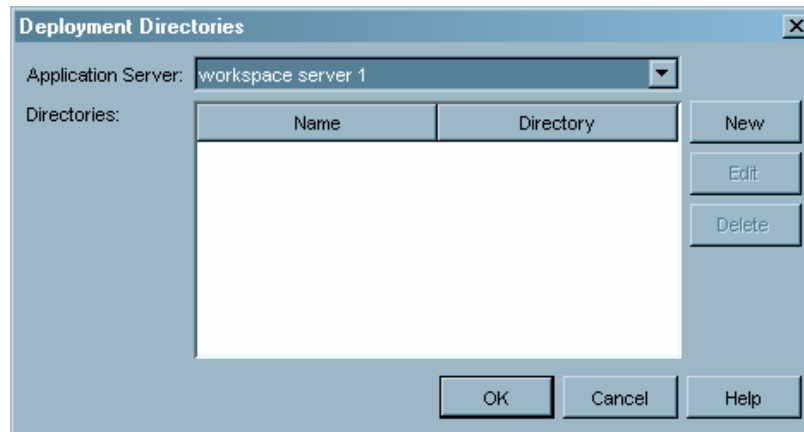 Deployment Directories
Application Server: workspace server 1
Directories:
Name Directory
New
Edit
Delete
OK Cancel Help